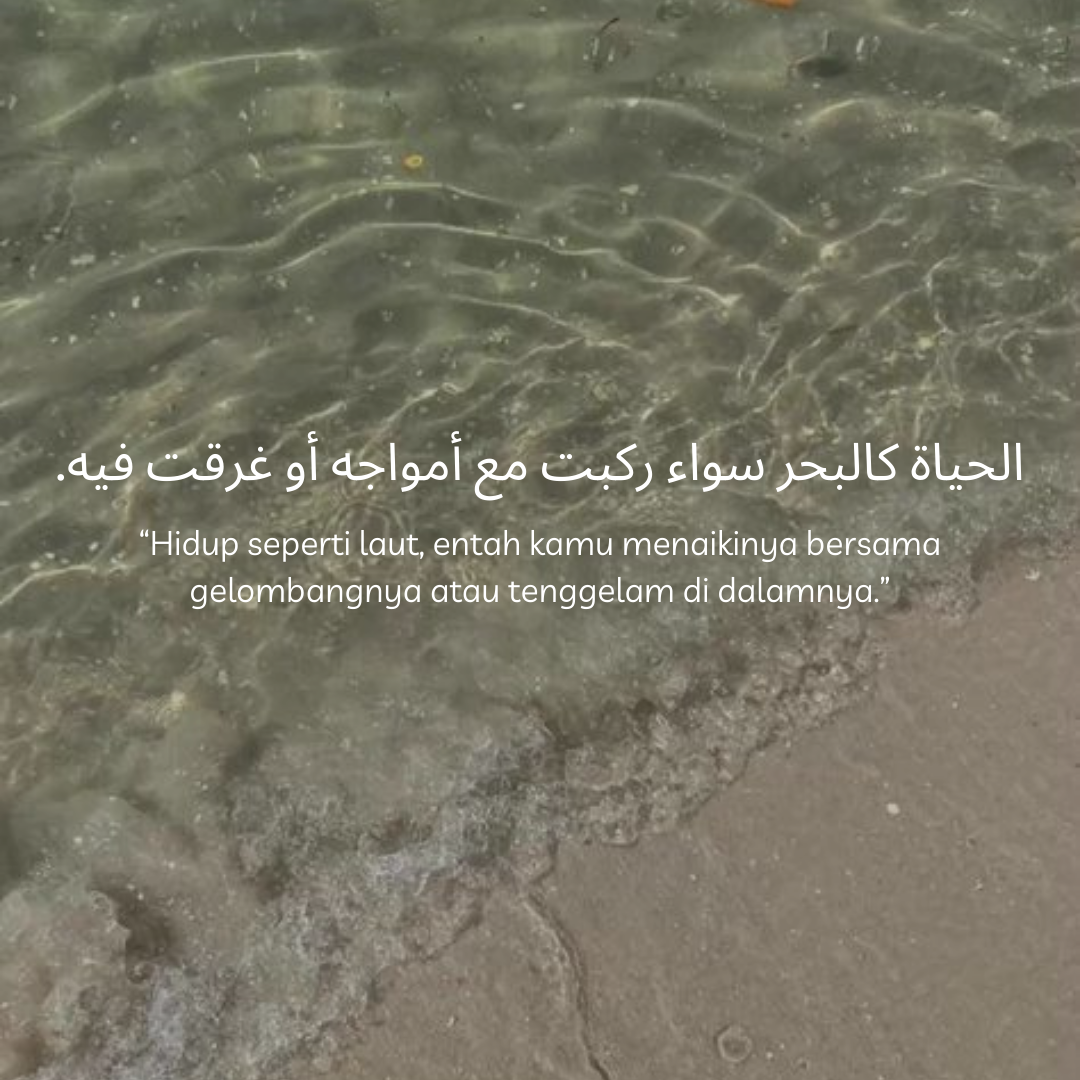 الحياة كالبحر سواء ركبت مع أمواجه أو غرقت فيه.
“Hidup seperti laut, entah kamu menaikinya bersama
gelombangnya atau tenggelam di dalamnya.”